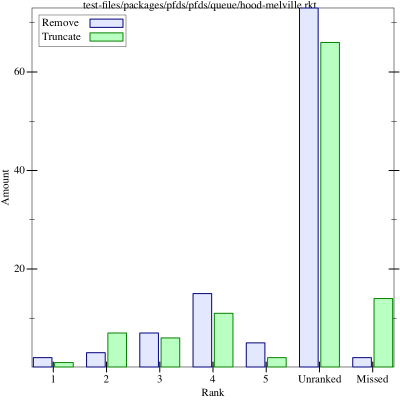 test-files/packages/pfds/pfds/queue/hood-melville.rkt
Remove
Truncate
60
40
20
Amount
1 2 3 4 5 Unranked Missed
Rank